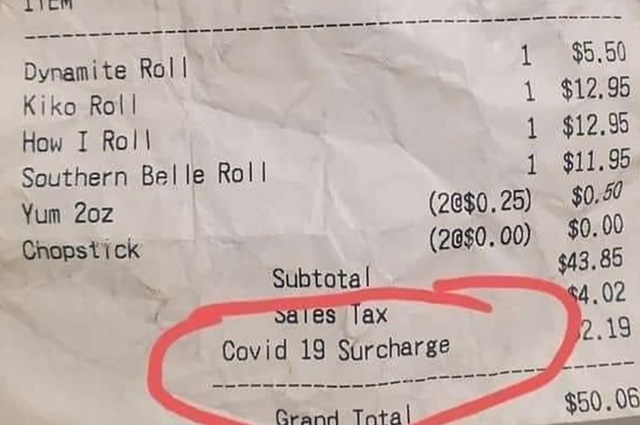 ITEM
Dynamite Roll 1 $5.50
Kiko Roll 1 $12.95
How I Roll 1 $12.95
Southern Belle Roll 1 $11.95
Yum 2oz (2@$0.25) $0.50
Chopstick (2@$0.00) $0.00
Subtotal $43.85
Sales Tax $4.02
Covid 19 Surcharge 2.19
Grand Total $50.06